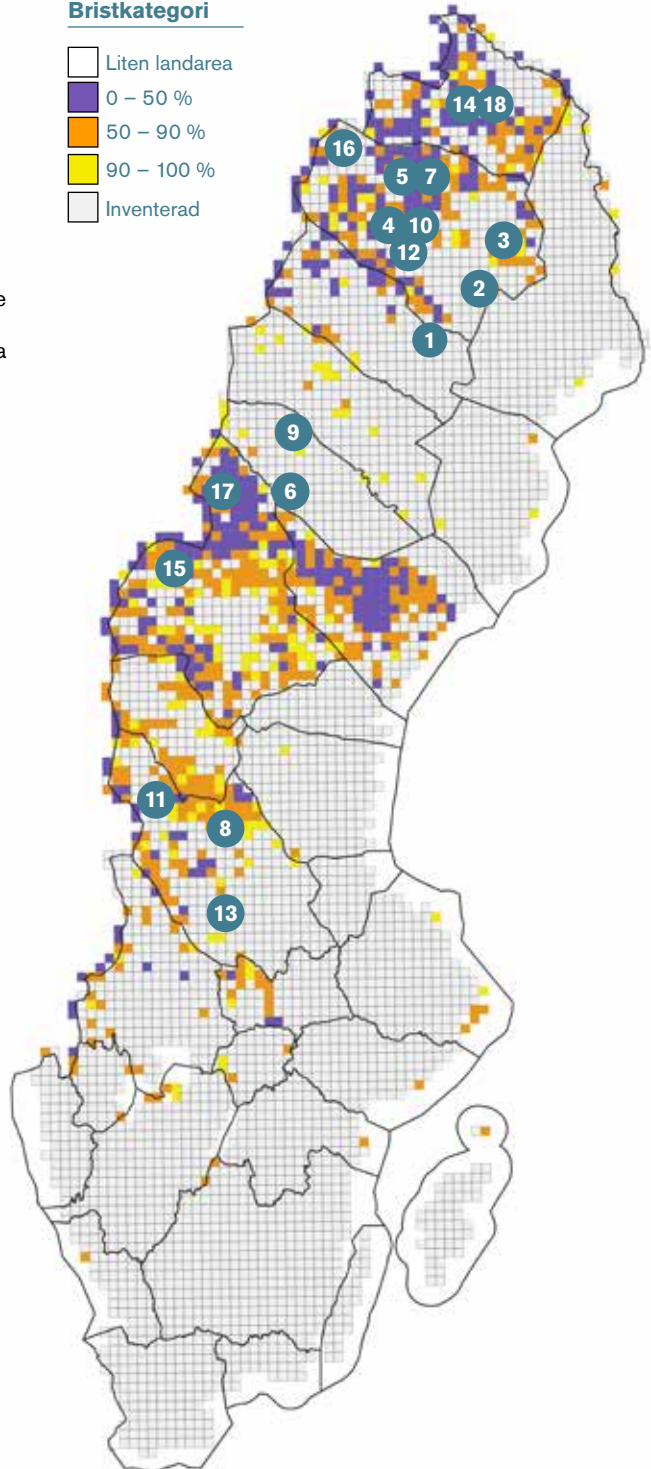 Bristkategori
Liten landarea
0 – 50 %
50 – 90 %
90 – 100 %
Inventerad
e
a
14 18
16
5 7
4 10
3
12
2
1
9
17 6
15
11
8
13